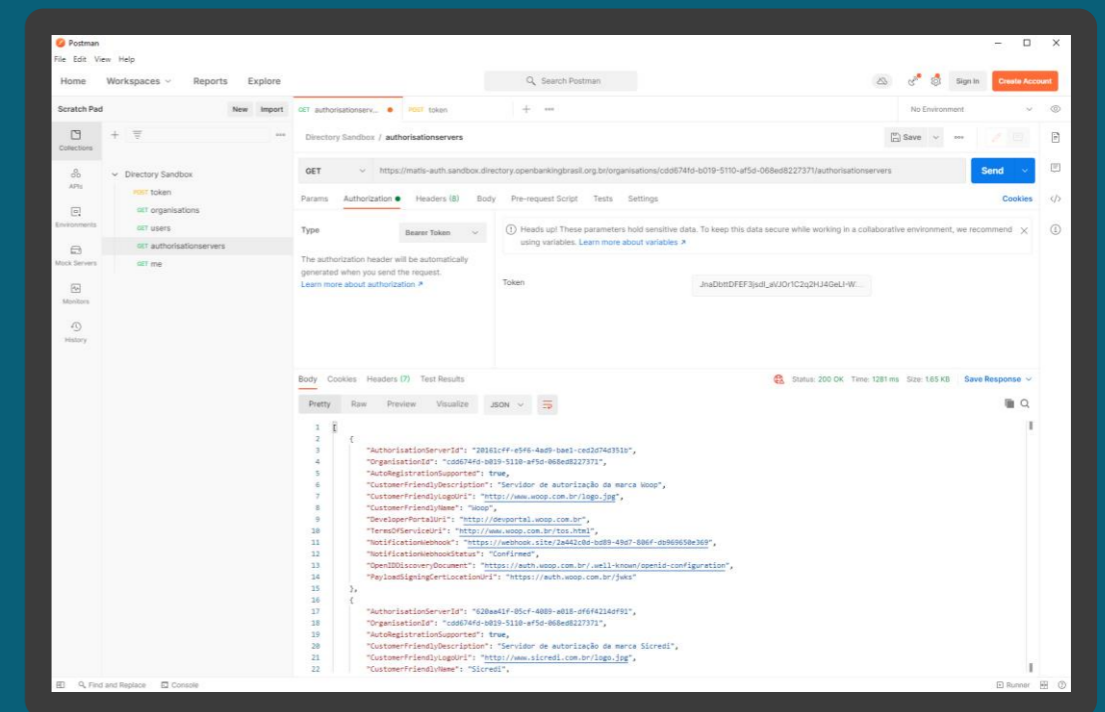 Postman
File Edit View Help
Home Workspaces Reports Explore Search Postman Sign In Create Account
Scratch Pad New Import GET authorisationserv... POST token + ... No Environment
Collections
APIs
Environments
Mock Servers
Monitors
History
Directory Sandbox
POST token
GET organisations
GET users
GET authorisationservers
GET me
Directory Sandbox / authorisationservers Save
GET https://matls-auth.sandbox.directory.openbankingbrasil.org.br/organisations/cdd674fd-b019-5110-af5d-068ed8227371/authorisationservers Send
Params Authorization Headers (8) Body Pre-request Script Tests Settings Cookies
Type Bearer Token
The authorization header will be automatically
generated when you send the request.
Learn more about authorization
Heads up! These parameters hold sensitive data. To keep this data secure while working in a collaborative environment, we recommend
using variables. Learn more about variables
Token
Body Cookies Headers (7) Test Results Status: 200 OK Time: 1281 ms Size: 1.65 KB Save Response
Pretty Raw Preview Visualize JSON
1 [
2 {
3 "AuthorisationServerId": "20161cff-e5f6-4ad9-bae1-ced2d74d351b",
4 "OrganisationId": "cdd674fd-b019-5110-af5d-068ed8227371",
5 "AutoRegistrationSupported": true,
6 "CustomerFriendlyDescription": "Servidor de autorização da marca Woop",
7 "CustomerFriendlyLogoUri": "http://www.woop.com.br/logo.jpg",
8 "CustomerFriendlyName": "Woop",
9 "DeveloperPortalUri": "http://devportal.woop.com.br",
10 "TermsOfServiceUri": "http://www.woop.com.br/tos.html",
11 "NotificationWebhook": "https://webhook.site/2a442c0d-bd89-49d7-806f-db969650e369",
12 "NotificationWebhookStatus": "Confirmed",
13 "OpenIDDiscoveryDocument": "https://auth.woop.com.br/.well-known/openid-configuration",
14 "PayloadSigningCertLocationUri": "https://auth.woop.com.br/jwks"
15 },
16 {
17 "AuthorisationServerId": "620aa41f-05cf-4089-a018-df6f4214df91",
18 "OrganisationId": "cdd674fd-b019-5110-af5d-068ed8227371",
19 "AutoRegistrationSupported": true,
20 "CustomerFriendlyDescription": "Servidor de autorização da marca Sicredi",
21 "CustomerFriendlyLogoUri": "http://www.sicredi.com.br/logo.jpg",
22 "CustomerFriendlyName": "Sicredi",
Find and Replace Console Runner